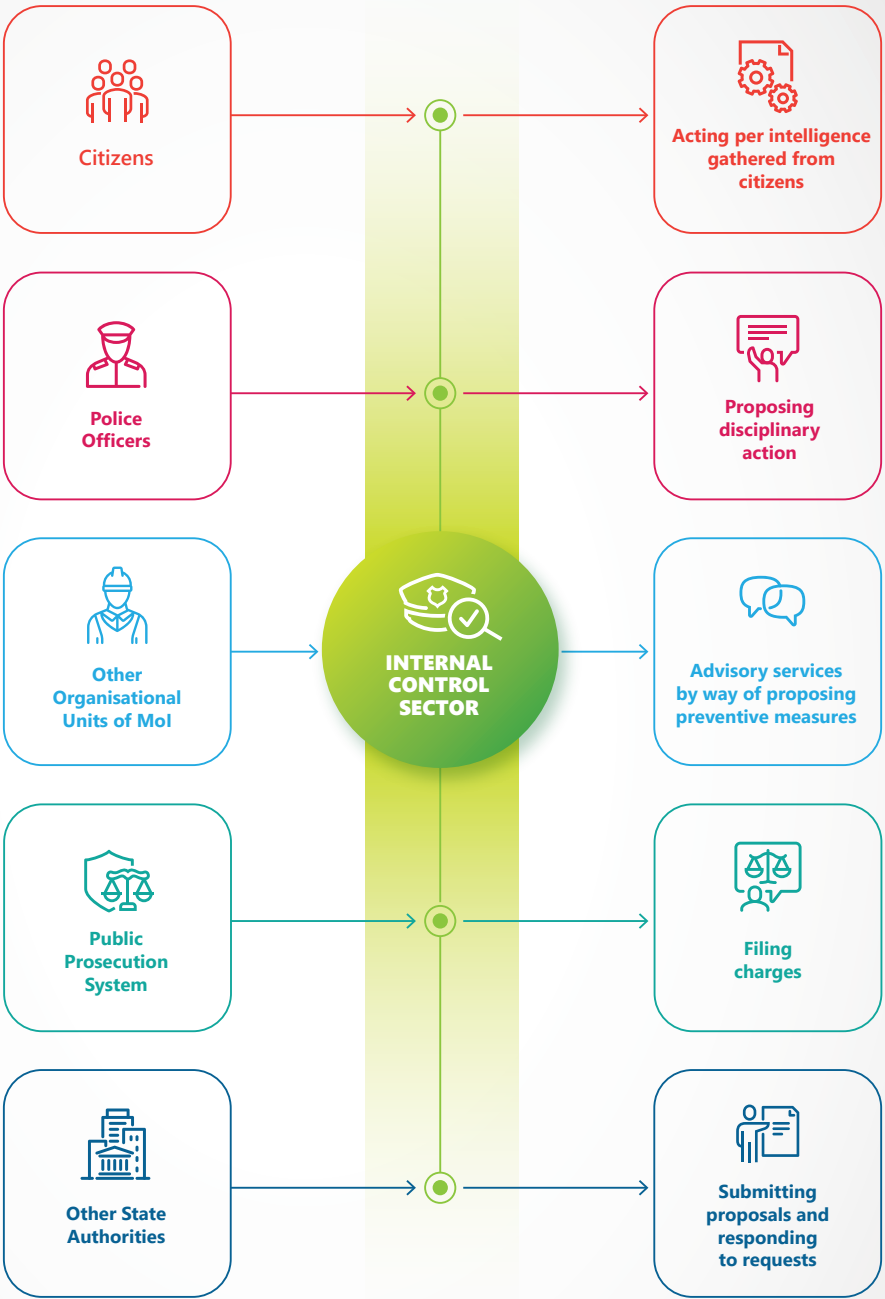 Citizens
Acting per intelligence
gathered from
citizens
Police
Officers
Proposing
disciplinary
action
Other
Organisational
Units of MoI
INTERNAL
CONTROL
SECTOR
Advisory services
by way of proposing
preventive measures
Public
Prosecution
System
Filing
charges
Other State
Authorities
Submitting
proposals and
responding
to requests